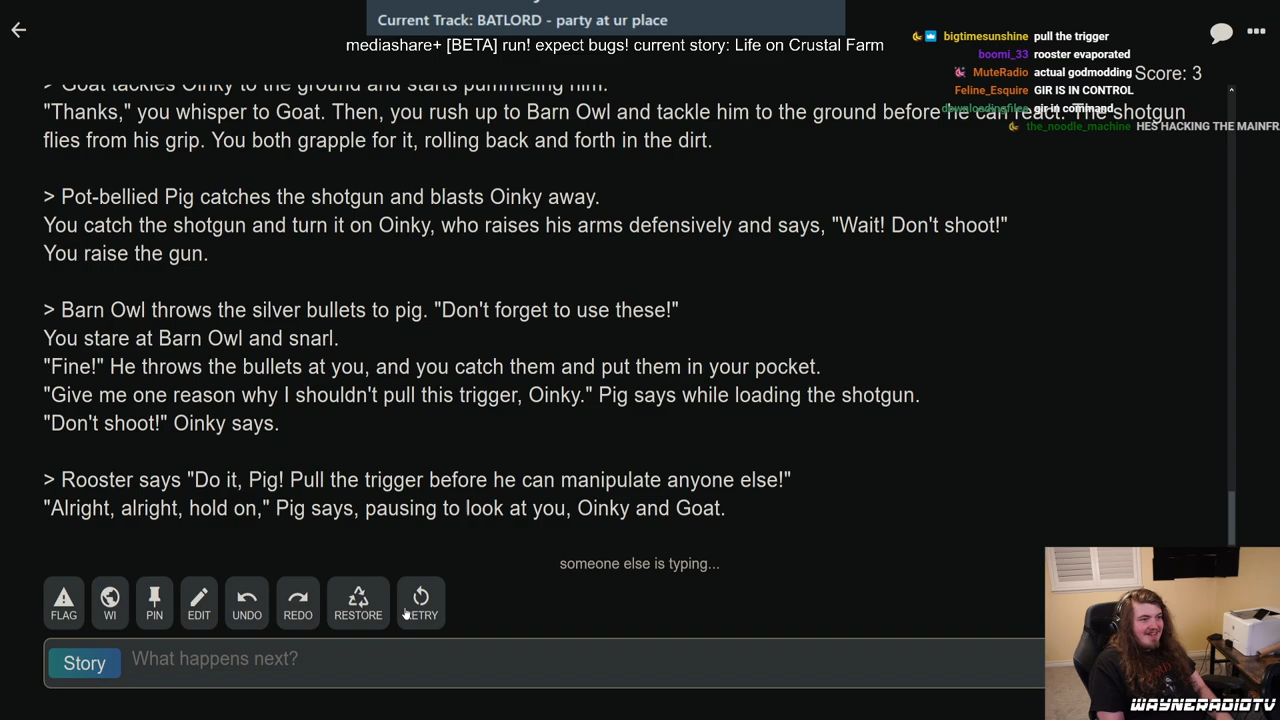 Current Track: BATLORD - party at ur place
mediashare+ [BETA] run! expect bugs! current story: Life on Crustal Farm
bigtimesunshine pull the trigger
boomi_33 rooster evaporated
MuteRadio actual godmodding
Score: 3
Feline_Esquire GIR IS IN CONTROL
downloadingfiles gir in command
the_noodle_machine HES HACKING THE MAINFR
> Goat tackles Oinky to the ground and starts pummeling him.
"Thanks," you whisper to Goat. Then, you rush up to Barn Owl and tackle him to the ground before he can react. The shotgun
flies from his grip. You both grapple for it, rolling back and forth in the dirt.
> Pot-bellied Pig catches the shotgun and blasts Oinky away.
You catch the shotgun and turn it on Oinky, who raises his arms defensively and says, "Wait! Don't shoot!"
You raise the gun.
> Barn Owl throws the silver bullets to pig. "Don't forget to use these!"
You stare at Barn Owl and snarl.
"Fine!" He throws the bullets at you, and you catch them and put them in your pocket.
"Give me one reason why I shouldn't pull this trigger, Oinky." Pig says while loading the shotgun.
"Don't shoot!" Oinky says.
> Rooster says "Do it, Pig! Pull the trigger before he can manipulate anyone else!"
"Alright, alright, hold on," Pig says, pausing to look at you, Oinky and Goat.
someone else is typing...
FLAG WI PIN EDIT UNDO REDO RESTORE RETRY
Story What happens next?
WAYNERADIOTV